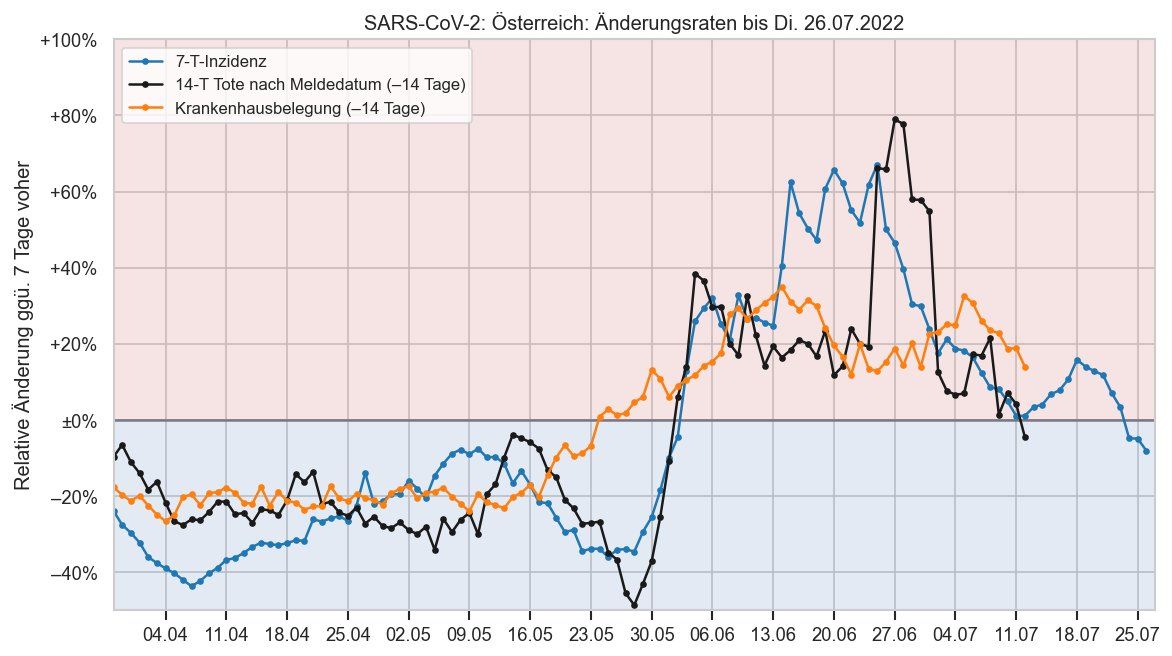 SARS-CoV-2: Österreich: Änderungsraten bis Di. 26.07.2022
Relative Änderung ggü. 7 Tage voher
+100%
+80%
+60%
+40%
+20%
±0%
−20%
−40%
7-T-Inzidenz
14-T Tote nach Meldedatum (−14 Tage)
Krankenhausbelegung (−14 Tage)
04.04 11.04 18.04 25.04 02.05 09.05 16.05 23.05 30.05 06.06 13.06 20.06 27.06 04.07 11.07 18.07 25.07